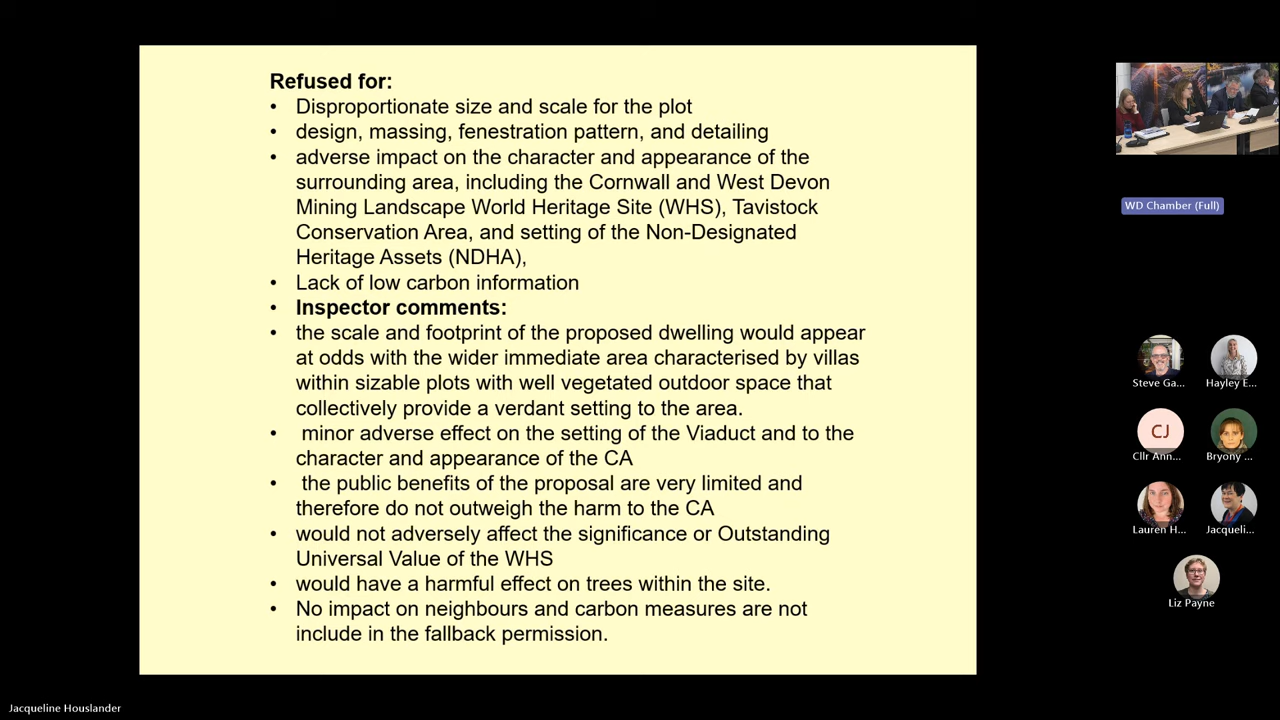 Refused for:
• Disproportionate size and scale for the plot
• design, massing, fenestration pattern, and detailing
• adverse impact on the character and appearance of the
surrounding area, including the Cornwall and West Devon
Mining Landscape World Heritage Site (WHS), Tavistock
Conservation Area, and setting of the Non-Designated
Heritage Assets (NDHA),
• Lack of low carbon information
• Inspector comments:
• the scale and footprint of the proposed dwelling would appear
at odds with the wider immediate area characterised by villas
within sizable plots with well vegetated outdoor space that
collectively provide a verdant setting to the area.
• minor adverse effect on the setting of the Viaduct and to the
character and appearance of the CA
• the public benefits of the proposal are very limited and
therefore do not outweigh the harm to the CA
• would not adversely affect the significance or Outstanding
Universal Value of the WHS
• would have a harmful effect on trees within the site.
• No impact on neighbours and carbon measures are not
include in the fallback permission.
WD Chamber (Full)
Steve Ga...
Hayley E...
CJ
Cllr Ann...
Bryony ...
Lauren H...
Jacqueli...
Liz Payne
Jacqueline Houslander